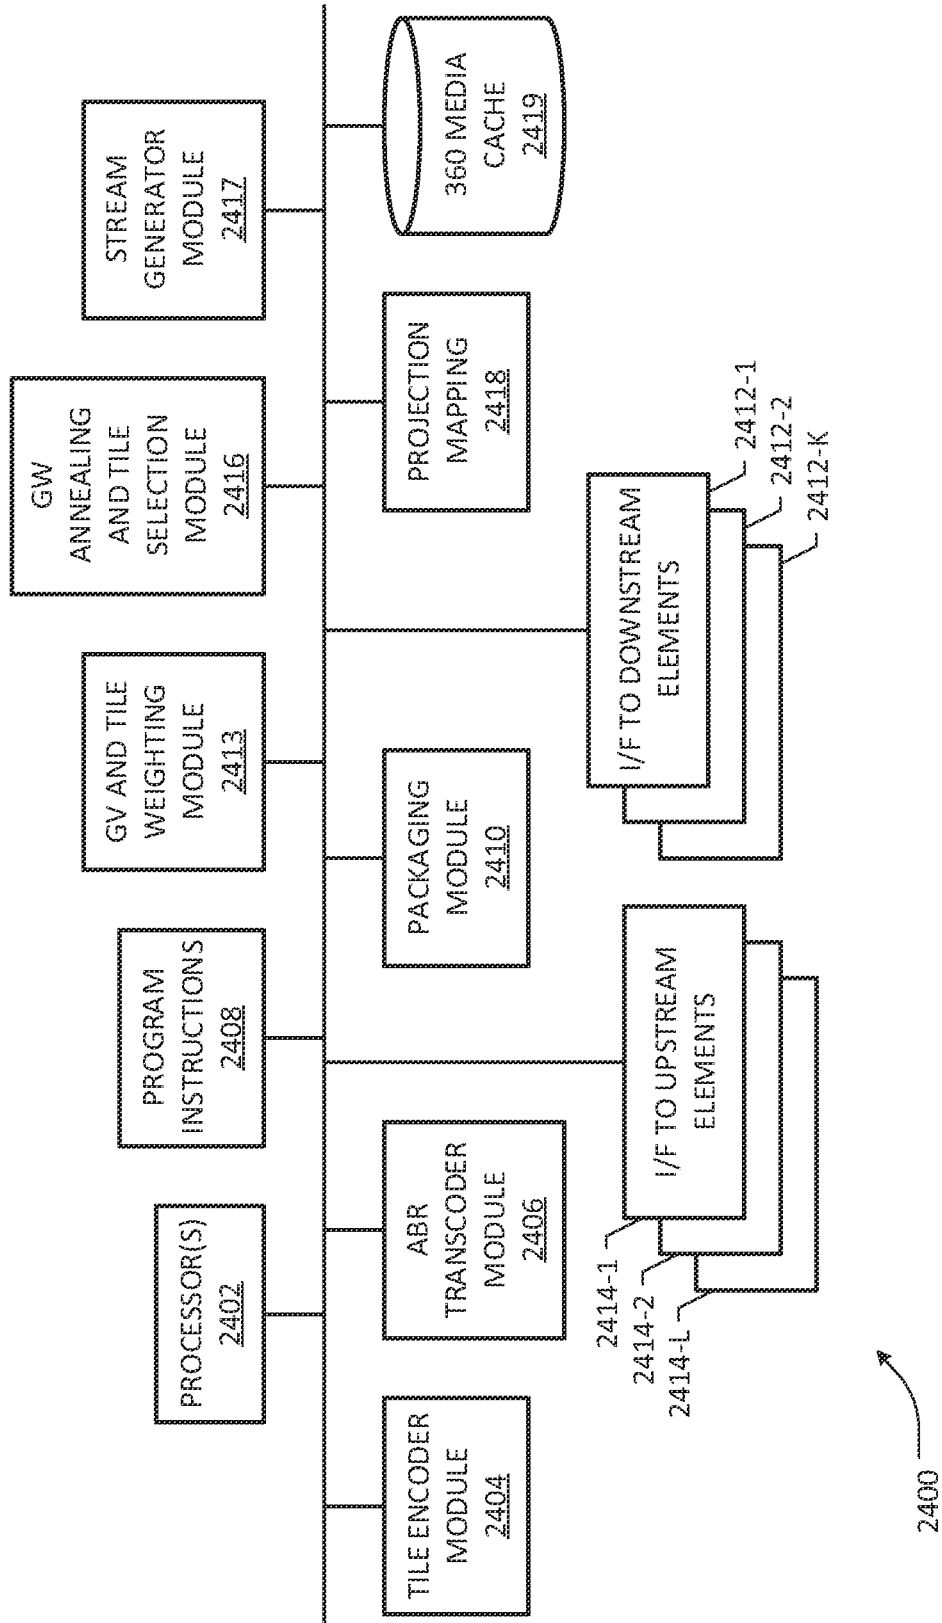 PROCESSOR(S)
2402
PROGRAM
INSTRUCTIONS
2408
GV AND TILE
WEIGHTING
MODULE
2413
GW
ANNEALING
AND TILE
SELECTION
MODULE
2416
STREAM
GENERATOR
MODULE
2417
TILE ENCODER
MODULE
2404
ABR
TRANSCODER
MODULE
2406
PACKAGING
MODULE
2410
PROJECTION
MAPPING
2418
360 MEDIA
CACHE
2419
I/F TO UPSTREAM
ELEMENTS
2414-1
2414-2
2414-L
I/F TO DOWNSTREAM
ELEMENTS
2412-1
2412-2
2412-K
2400